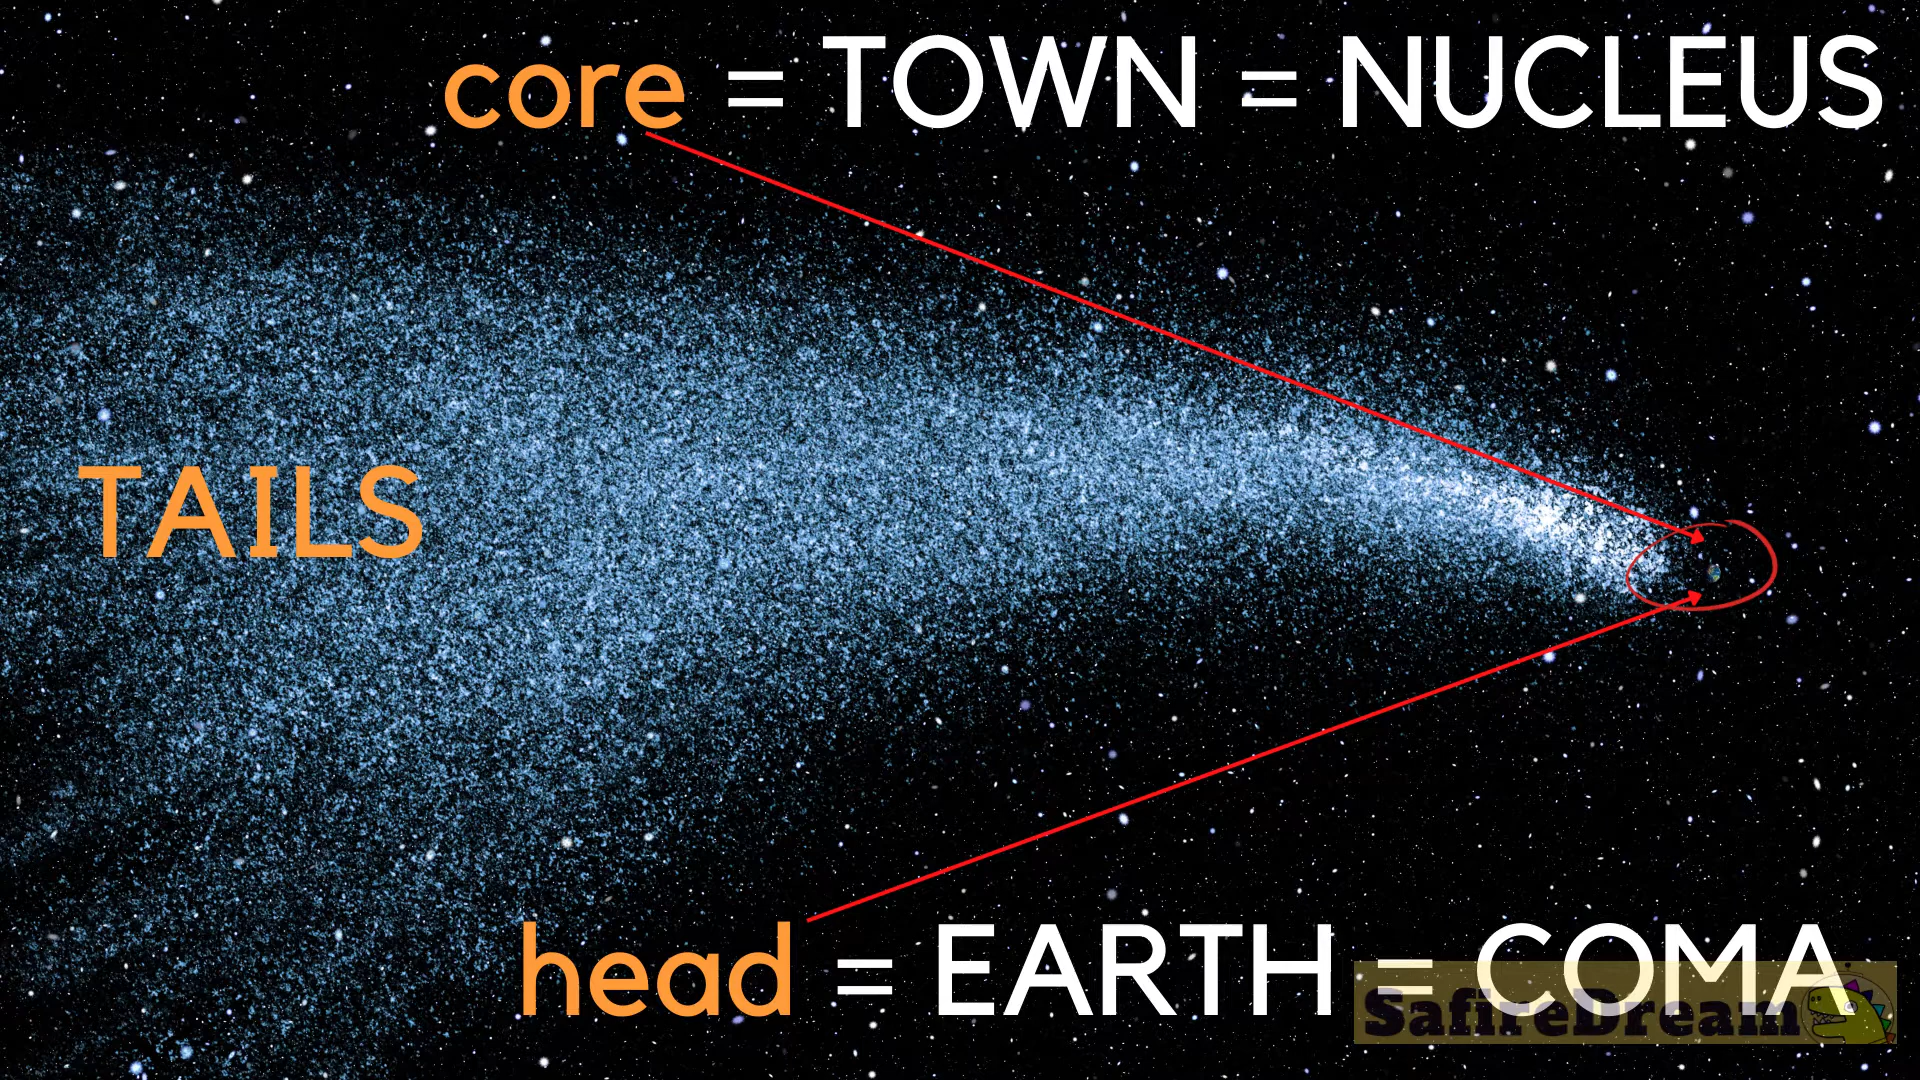 core = TOWN = NUCLEUS
TAILS
head = EARTH = COMA
SafireDream